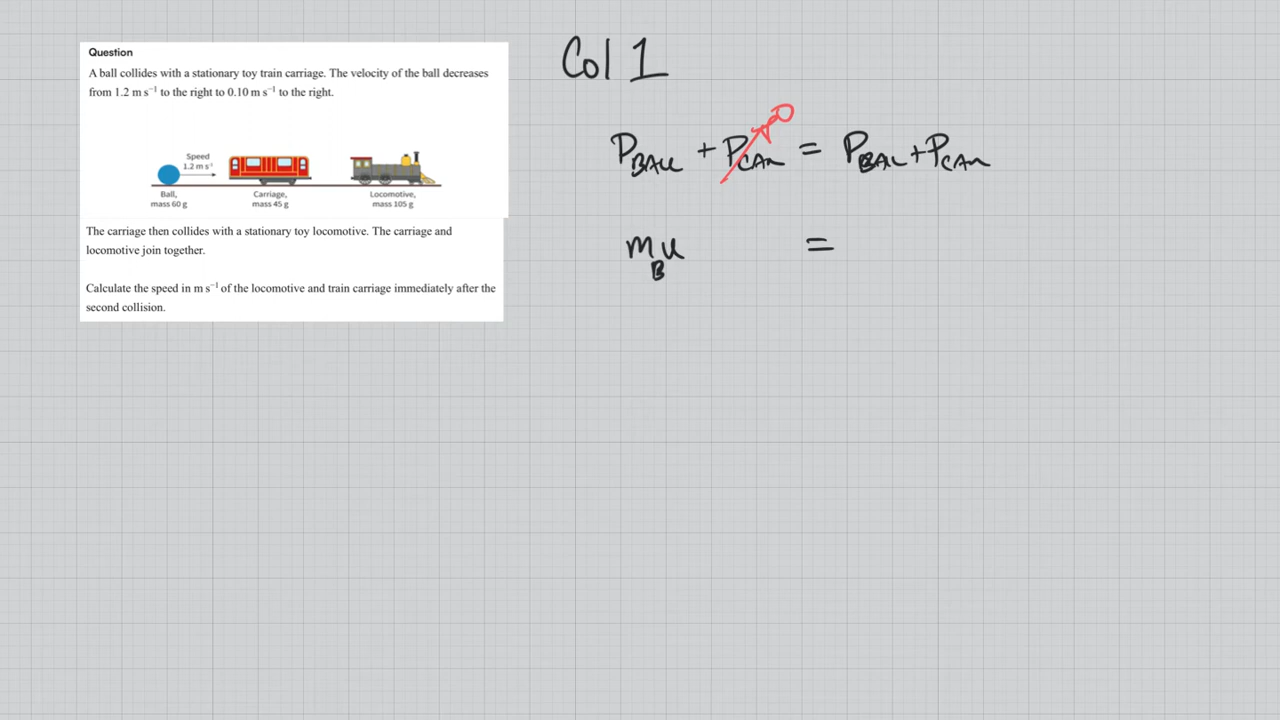 Question
A ball collides with a stationary toy train carriage. The velocity of the ball decreases
from 1.2 m s⁻¹ to the right to 0.10 m s⁻¹ to the right.
Speed
1.2 m s⁻¹
Ball,
mass 60 g
Carriage,
mass 45 g
Locomotive,
mass 105 g
The carriage then collides with a stationary toy locomotive. The carriage and
locomotive join together.
Calculate the speed in m s⁻¹ of the locomotive and train carriage immediately after the
second collision.
Col 1
P_BALL + P_CAR = P_BAL + P_CAR
0
m_B u =